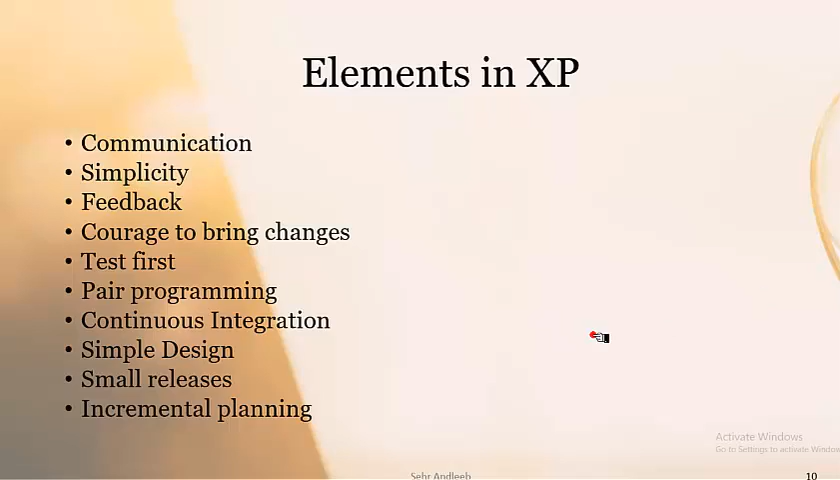 Elements in XP
• Communication
• Simplicity
• Feedback
• Courage to bring changes
• Test first
• Pair programming
• Continuous Integration
• Simple Design
• Small releases
• Incremental planning
Activate Windows
Go to Settings to activate Window
Sehr Andleeb
10